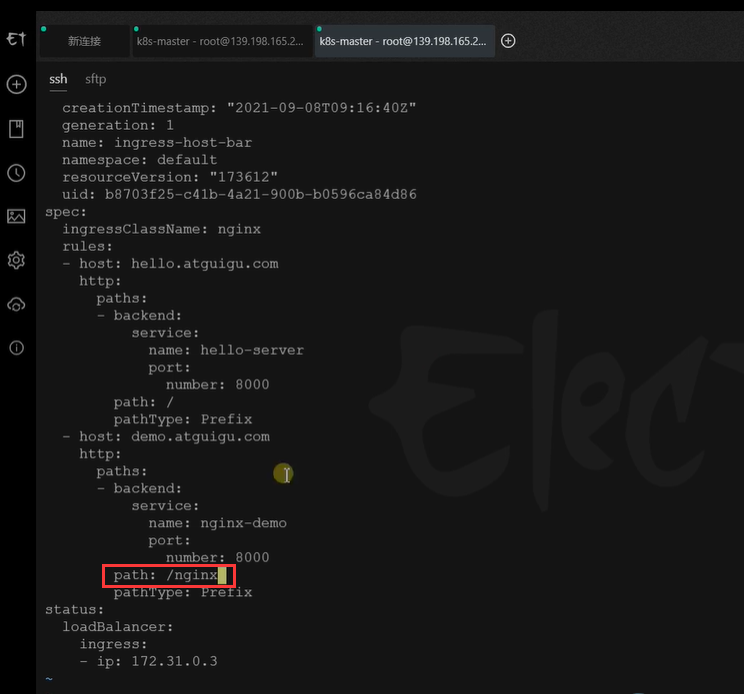 新连接
k8s-master - root@139.198.165.2...
k8s-master - root@139.198.165.2...
ssh
sftp
creationTimestamp: "2021-09-08T09:16:40Z"
generation: 1
name: ingress-host-bar
namespace: default
resourceVersion: "173612"
uid: b8703f25-c41b-4a21-900b-b0596ca84d86
spec:
ingressClassName: nginx
rules:
- host: hello.atguigu.com
http:
paths:
- backend:
service:
name: hello-server
port:
number: 8000
path: /
pathType: Prefix
- host: demo.atguigu.com
http:
paths:
- backend:
service:
name: nginx-demo
port:
number: 8000
path: /nginx
pathType: Prefix
status:
loadBalancer:
ingress:
- ip: 172.31.0.3
~
Elec